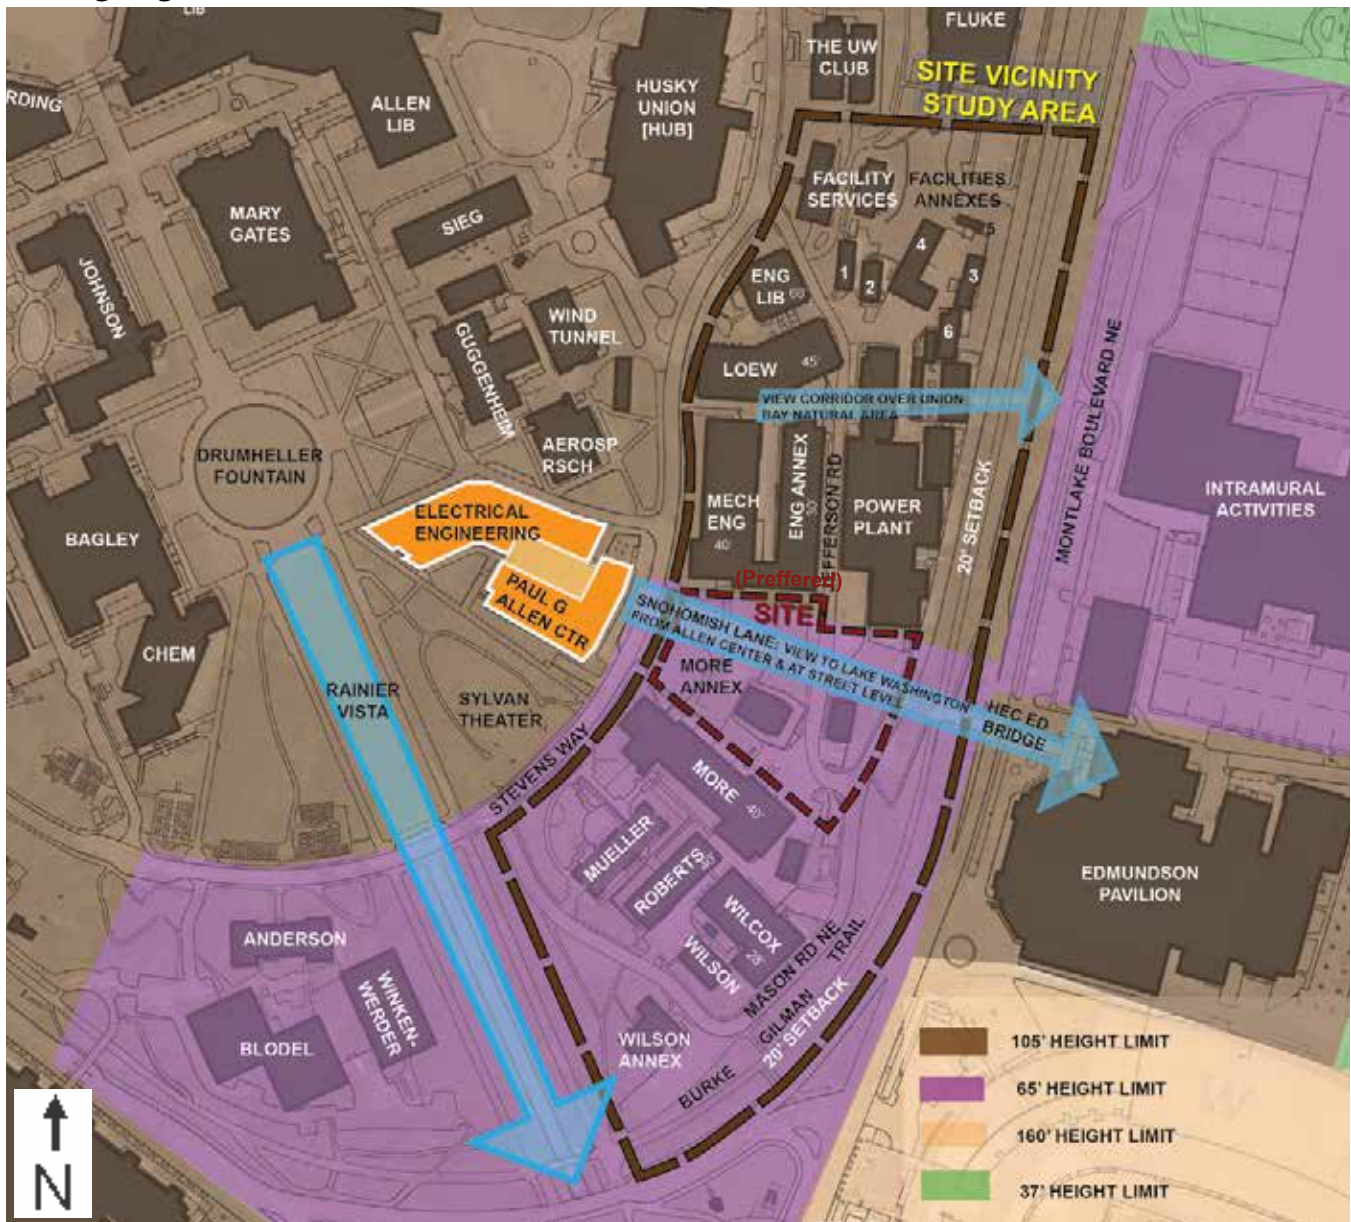 LIB
FLUKE
THE UW
CLUB
SITE VICINITY
STUDY AREA
RDING
ALLEN
LIB
HUSKY
UNION
[HUB]
FACILITY
SERVICES
FACILITIES
ANNEXES
MARY
GATES
SIEG
JOHNSON
5
4
3
1
2
6
ENG
LIB
WIND
TUNNEL
GUGGENHEIM
LOEW 45'
VIEW CORRIDOR OVER UNION
BAY NATURAL AREA
MONTLAKE BOULEVARD NE
DRUMHELLER
FOUNTAIN
AEROSP
RSCH
MECH
ENG
40'
ENG ANNEX
JEFFERSON RD
POWER
PLANT
20' SETBACK
INTRAMURAL
ACTIVITIES
BAGLEY
ELECTRICAL
ENGINEERING
PAUL G
ALLEN CTR
(Preffered)
SITE
SNOHOMISH LANE: VIEW TO LAKE WASHINGTON
FROM ALLEN CENTER & AT STREET LEVEL
HEC ED
BRIDGE
CHEM
RAINIER
VISTA
SYLVAN
THEATER
MORE
ANNEX
STEVENS WAY
MORE 40'
MUELLER
ROBERTS
WILCOX
28'
WILSON
EDMUNDSON
PAVILION
ANDERSON
WINKEN-
WERDER
BLODEL
WILSON
ANNEX
MASON RD NE
BURKE GILMAN TRAIL
20' SETBACK
105' HEIGHT LIMIT
65' HEIGHT LIMIT
160' HEIGHT LIMIT
37' HEIGHT LIMIT
N